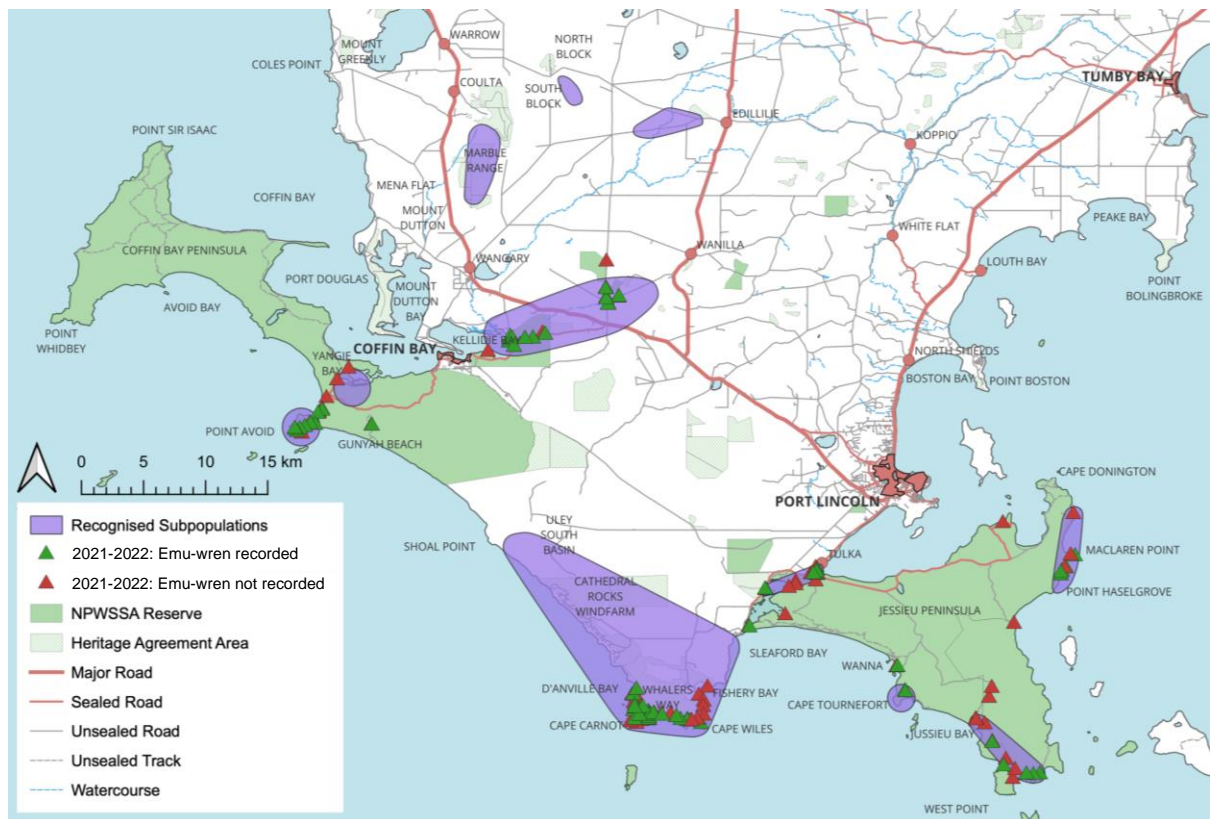 WARROW
MOUNT
GREENLY
COLES POINT
COULTA
NORTH
BLOCK
SOUTH
BLOCK
EDILLILIE
TUMBY BAY
KOPPIO
POINT SIR ISAAC
MARBLE
RANGE
MENA FLAT
COFFIN BAY
MOUNT
DUTTON
COFFIN BAY PENINSULA
WANGARY
WANILLA
WHITE FLAT
PEAKE BAY
LOUTH BAY
POINT
BOLINGBROKE
PORT DOUGLAS
MOUNT
DUTTON
BAY
AVOID BAY
POINT
WHIDBEY
KELLIDIE BAY
COFFIN BAY
YANGIE
BAY
NORTH SHIELDS
BOSTON BAY
POINT BOSTON
POINT AVOID
GUNYAH BEACH
0 5 10 15 km
CAPE DONINGTON
PORT LINCOLN
ULEY
SOUTH
BASIN
SHOAL POINT
TULKA
MACLAREN POINT
CATHEDRAL
ROCKS
WINDFARM
POINT HASELGROVE
JESSIEU PENINSULA
SLEAFORD BAY
WANNA
D'ANVILLE BAY
WHALERS
WAY
FISHERY BAY
CAPE TOURNEFORT
CAPE CARNOT
CAPE WILES
JUSSIEU BAY
WEST POINT
Recognised Subpopulations
2021-2022: Emu-wren recorded
2021-2022: Emu-wren not recorded
NPWSSA Reserve
Heritage Agreement Area
Major Road
Sealed Road
Unsealed Road
Unsealed Track
Watercourse